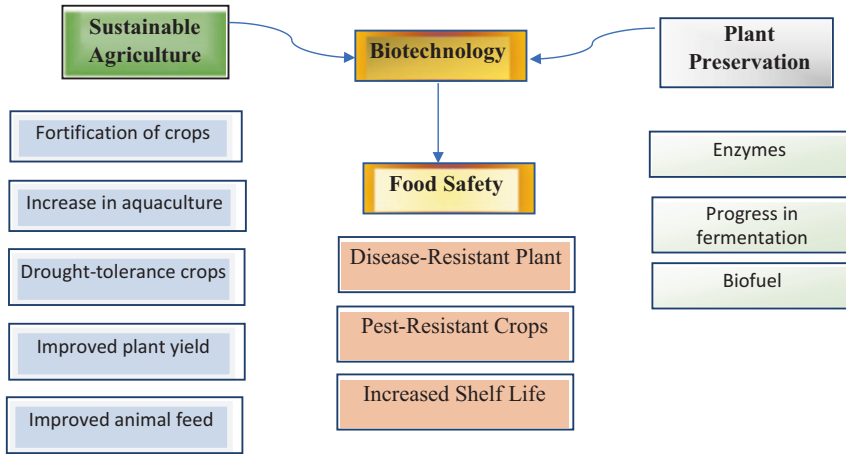 Sustainable
Agriculture
Biotechnology
Plant
Preservation
Fortification of crops
Increase in aquaculture
Drought-tolerance crops
Improved plant yield
Improved animal feed
Food Safety
Disease-Resistant Plant
Pest-Resistant Crops
Increased Shelf Life
Enzymes
Progress in
fermentation
Biofuel